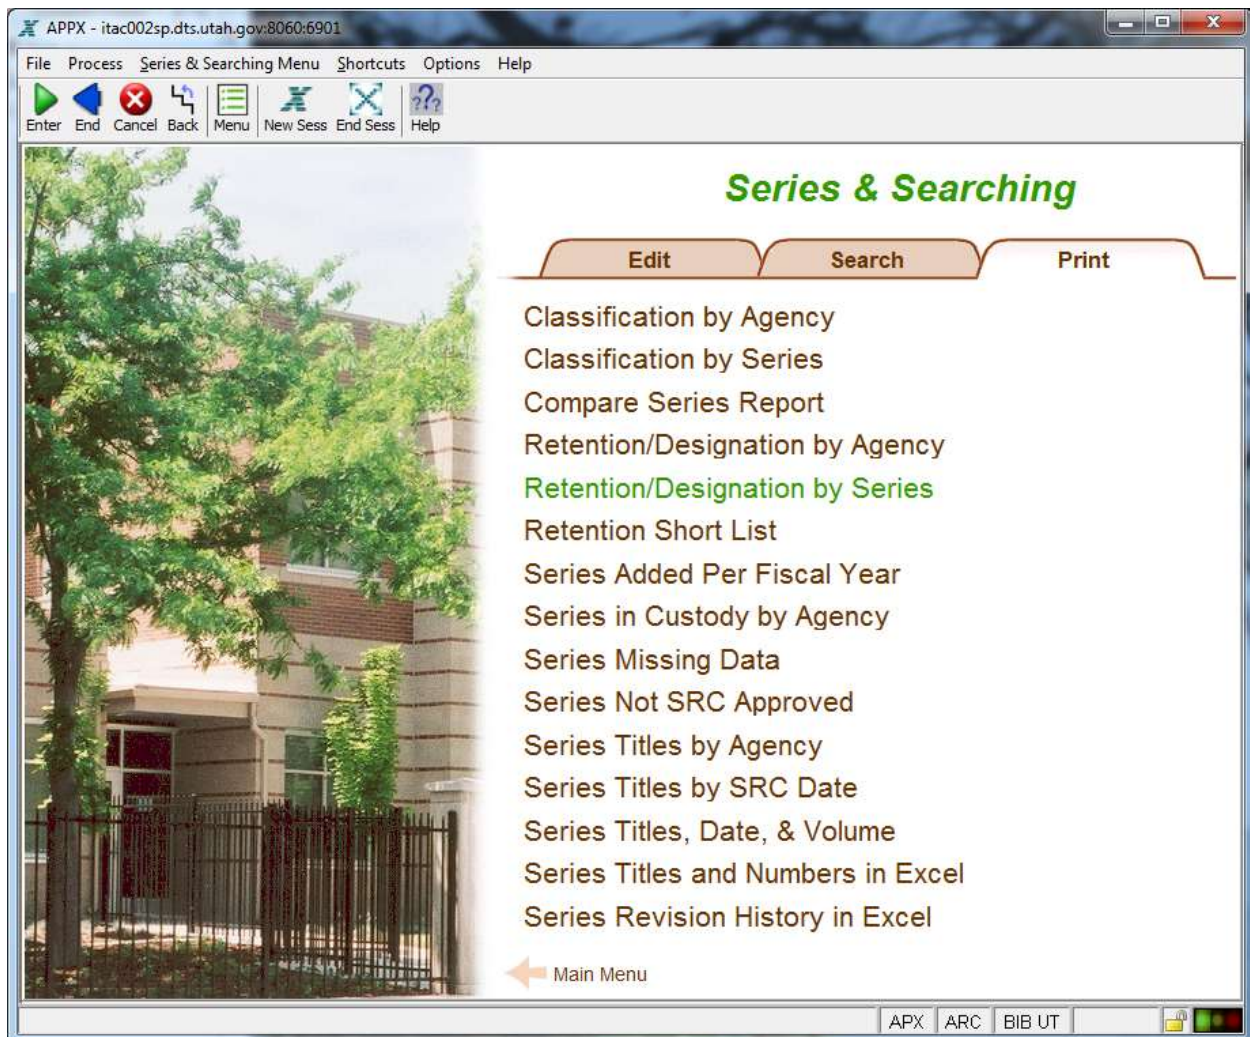 APPX - itac002sp.dts.utah.gov:8060:6901
File Process Series & Searching Menu Shortcuts Options Help
Enter End Cancel Back Menu New Sess End Sess Help
Series & Searching
Edit Search Print
Classification by Agency
Classification by Series
Compare Series Report
Retention/Designation by Agency
Retention/Designation by Series
Retention Short List
Series Added Per Fiscal Year
Series in Custody by Agency
Series Missing Data
Series Not SRC Approved
Series Titles by Agency
Series Titles by SRC Date
Series Titles, Date, & Volume
Series Titles and Numbers in Excel
Series Revision History in Excel
Main Menu
APX ARC BIB UT